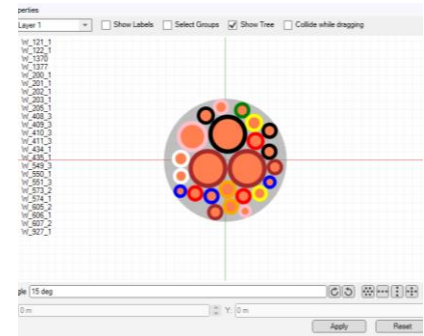 perties
Layer 1 Show Labels Select Groups Show Tree Collide while dragging
W_121_1
W_122_1
W_1370
W_1377
W_200_1
W_201_1
W_202_1
W_203_1
W_205_1
W_408_3
W_409_3
W_410_3
W_411_3
W_434_1
W_435_1
W_549_3
W_550_1
W_551_3
W_573_2
W_574_1
W_605_2
W_606_1
W_607_2
W_927_1
gle 15 deg
0 m Y: 0 m
Apply Reset